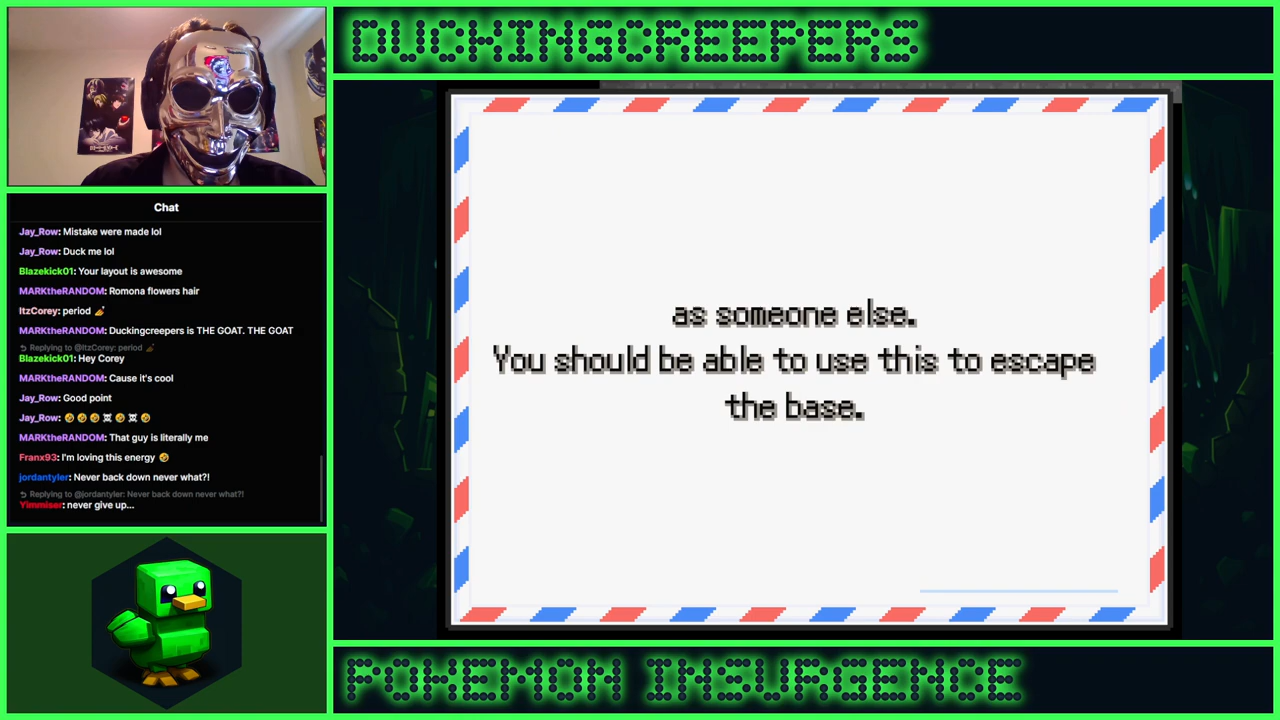 DUCKINGCREEPERS
Chat
Jay_Row: Mistake were made lol
Jay_Row: Duck me lol
Blazekick01: Your layout is awesome
MARKtheRANDOM: Romona flowers hair
ItzCorey: period 💅
MARKtheRANDOM: Duckingcreepers is THE GOAT. THE GOAT
Replying to @ItzCorey: period 💅
Blazekick01: Hey Corey
MARKtheRANDOM: Cause it's cool
Jay_Row: Good point
Jay_Row: 🤣🤣🤣☠️🤣☠️🤣
MARKtheRANDOM: That guy is literally me
Franx93: I'm loving this energy 🤣
jordantyler: Never back down never what?!
Replying to @jordantyler: Never back down never what?!
Yimmiser: never give up...
as someone else.
You should be able to use this to escape
the base.
POKEMON INSURGENCE